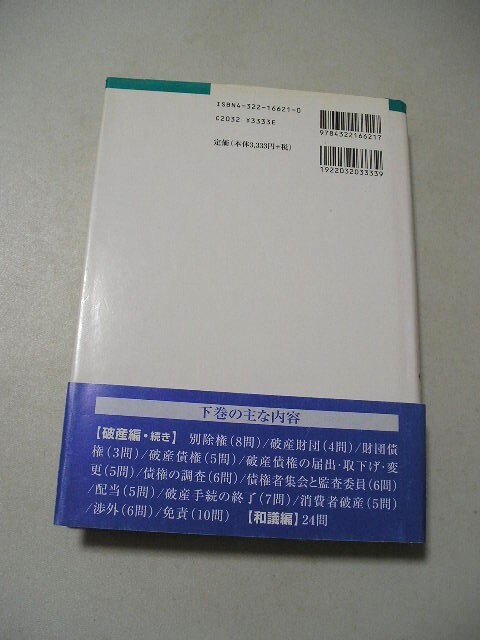 ISBN4-322-16621-0
C2032 ¥3333E
定価(本体3,333円+税)
9784322166217
1922032033339
下巻の主な内容
【破産編・続き】 別除権(8問)/破産財団(4問)/財団債
権(3問)/破産債権(5問)/破産債権の届出・取下げ・変
更(5問)/債権の調査(6問)/債権者集会と監査委員(6問)
/配当(5問)/破産手続の終了(7問)/消費者破産(5問)
/渉外(6問)/免責(10問) 【和議編】24問